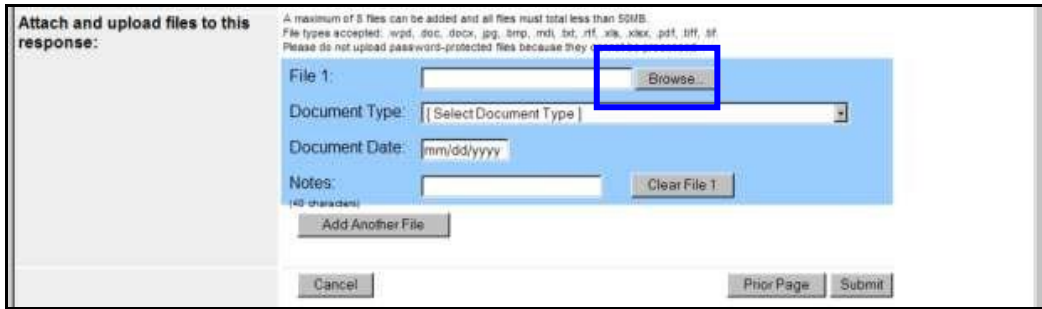 Attach and upload files to this
response:
A maximum of 8 files can be added and all files must total less than 50MB.
File types accepted: .wpd, .doc, .docx, .jpg, .bmp, .mdi, .txt, .rtf, .xls, .xlsx, .pdf, .tiff, .tif.
Please do not upload password-protected files because they
File 1:
Browse...
Document Type: [ Select Document Type ]
Document Date: mm/dd/yyyy
Notes:
Clear File 1
(40 characters)
Add Another File
Cancel
Prior Page
Submit